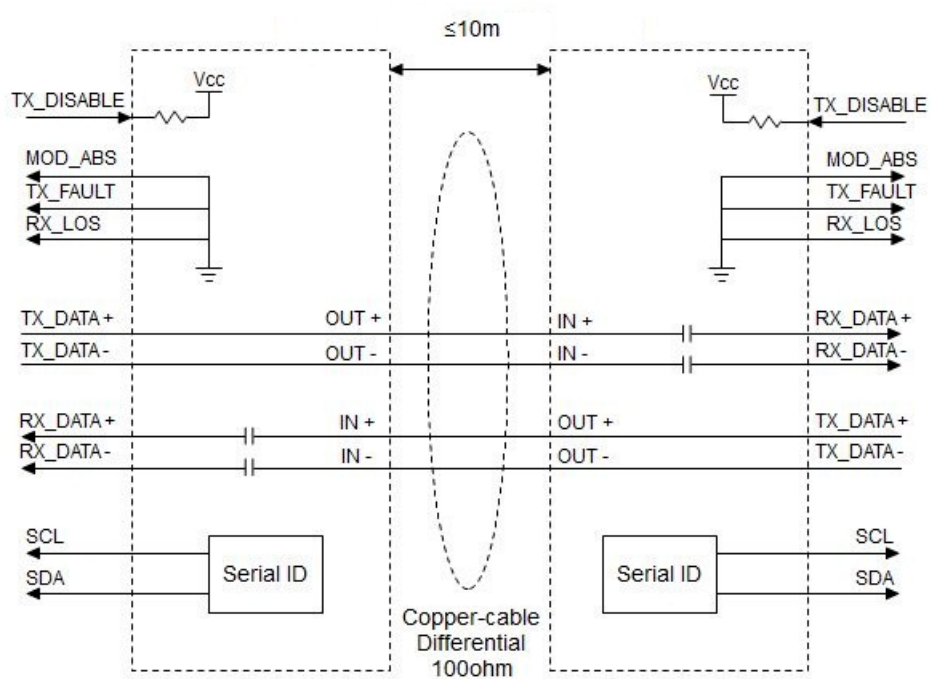 ≤10m
Vcc
Vcc
TX_DISABLE
TX_DISABLE
MOD_ABS
MOD_ABS
TX_FAULT
TX_FAULT
RX_LOS
RX_LOS
TX_DATA+ OUT + IN + RX_DATA+
TX_DATA- OUT - IN - RX_DATA-
RX_DATA+ IN + OUT + TX_DATA+
RX_DATA- IN - OUT - TX_DATA-
SCL
SCL
Serial ID
Serial ID
SDA
SDA
Copper-cable
Differential
100ohm